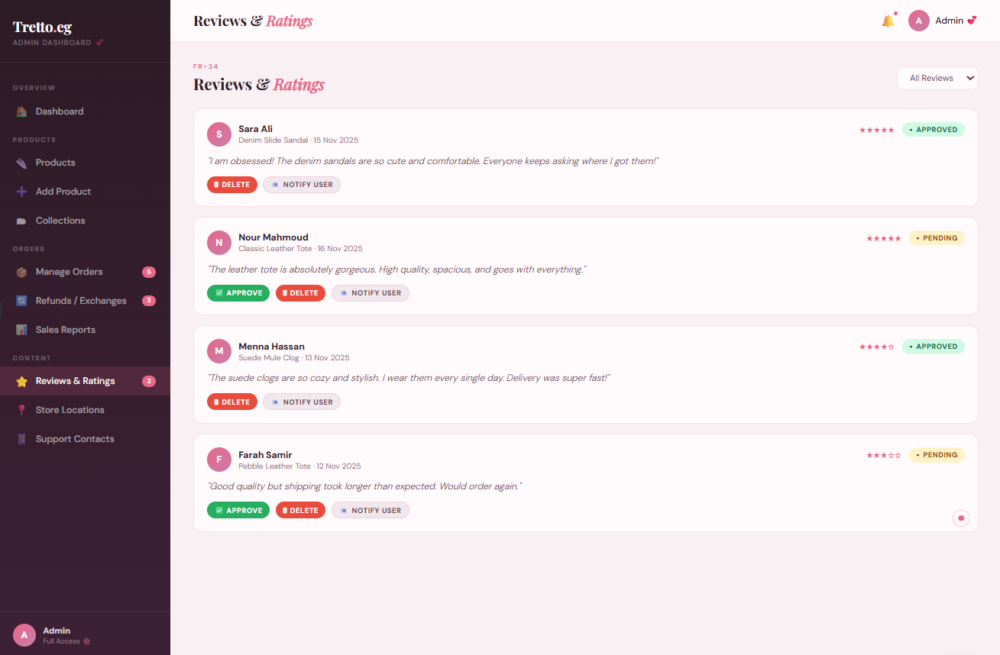 Tretto.eg
ADMIN DASHBOARD
OVERVIEW
Dashboard
PRODUCTS
Products
Add Product
Collections
ORDERS
Manage Orders 5
Refunds / Exchanges 3
Sales Reports
CONTENT
Reviews & Ratings 2
Store Locations
Support Contacts
A Admin
Full Access
Reviews & Ratings
A Admin
FR-24
Reviews & Ratings
All Reviews
S Sara Ali
Denim Slide Sandal · 15 Nov 2025
★★★★★ • APPROVED
"I am obsessed! The denim sandals are so cute and comfortable. Everyone keeps asking where I got them!"
DELETE NOTIFY USER
N Nour Mahmoud
Classic Leather Tote · 16 Nov 2025
★★★★★ • PENDING
"The leather tote is absolutely gorgeous. High quality, spacious, and goes with everything."
APPROVE DELETE NOTIFY USER
M Menna Hassan
Suede Mule Clog · 13 Nov 2025
★★★★☆ • APPROVED
"The suede clogs are so cozy and stylish. I wear them every single day. Delivery was super fast!"
DELETE NOTIFY USER
F Farah Samir
Pebble Leather Tote · 12 Nov 2025
★★★☆☆ • PENDING
"Good quality but shipping took longer than expected. Would order again."
APPROVE DELETE NOTIFY USER